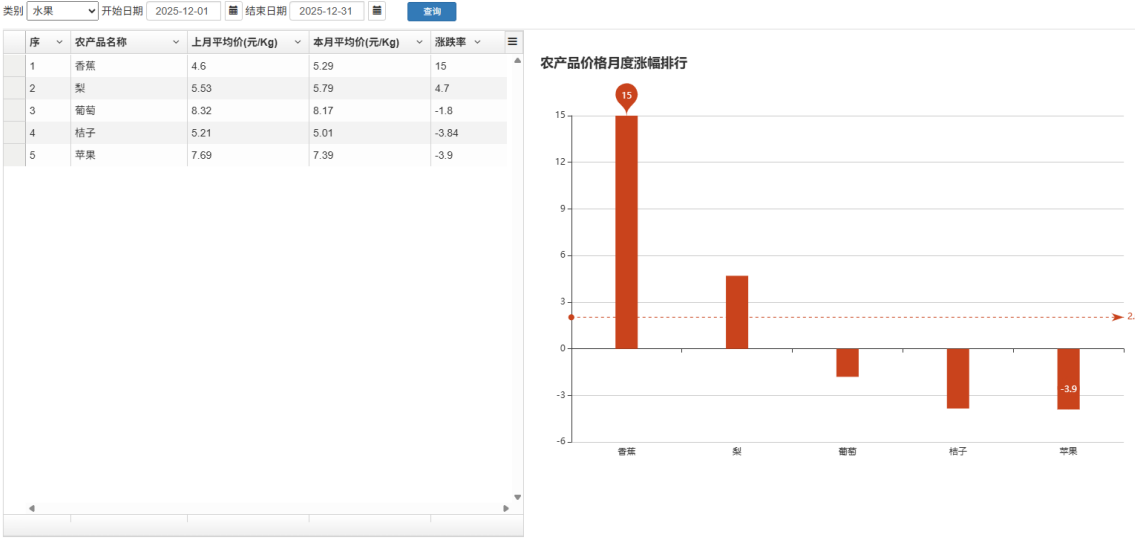 类别 水果 开始日期 2025-12-01 结束日期 2025-12-31 查询
序 农产品名称 上月平均价(元/Kg) 本月平均价(元/Kg) 涨跌率
1 香蕉 4.6 5.29 15
2 梨 5.53 5.79 4.7
3 葡萄 8.32 8.17 -1.8
4 桔子 5.21 5.01 -3.84
5 苹果 7.69 7.39 -3.9
农产品价格月度涨幅排行
15
15
12
9
6
3
2.
0
-3
-3.9
-6
香蕉 梨 葡萄 桔子 苹果